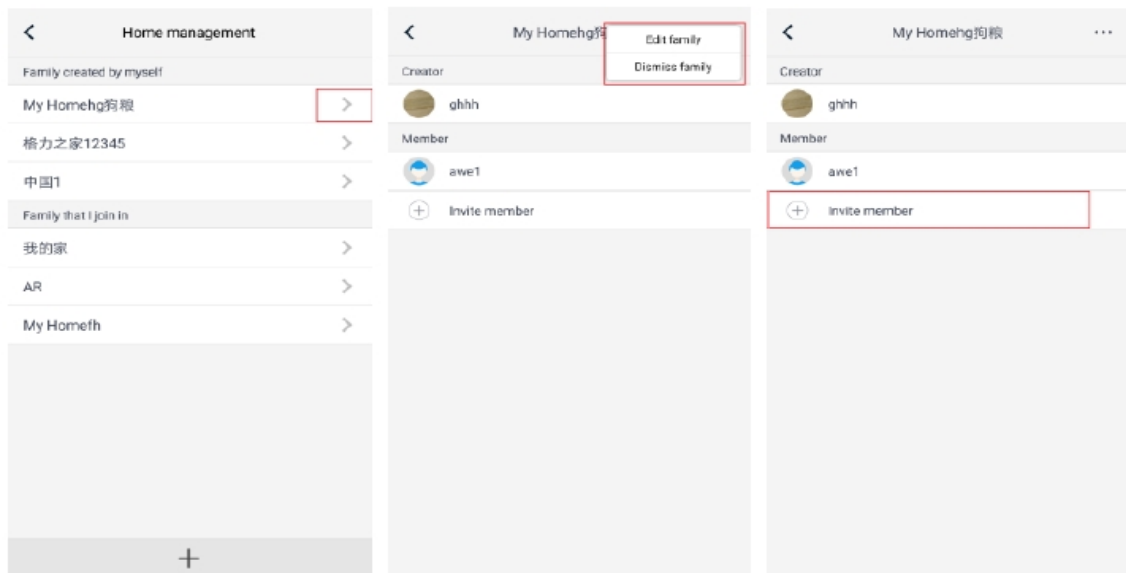 Home management
Family created by myself
My Homehg狗粮
格力之家12345
中国1
Family that I join in
我的家
AR
My Homefh
My Homehg狗
Edit family
Dismiss family
Creator
ghhh
Member
awe1
Invite member
My Homehg狗粮
Creator
ghhh
Member
awe1
Invite member